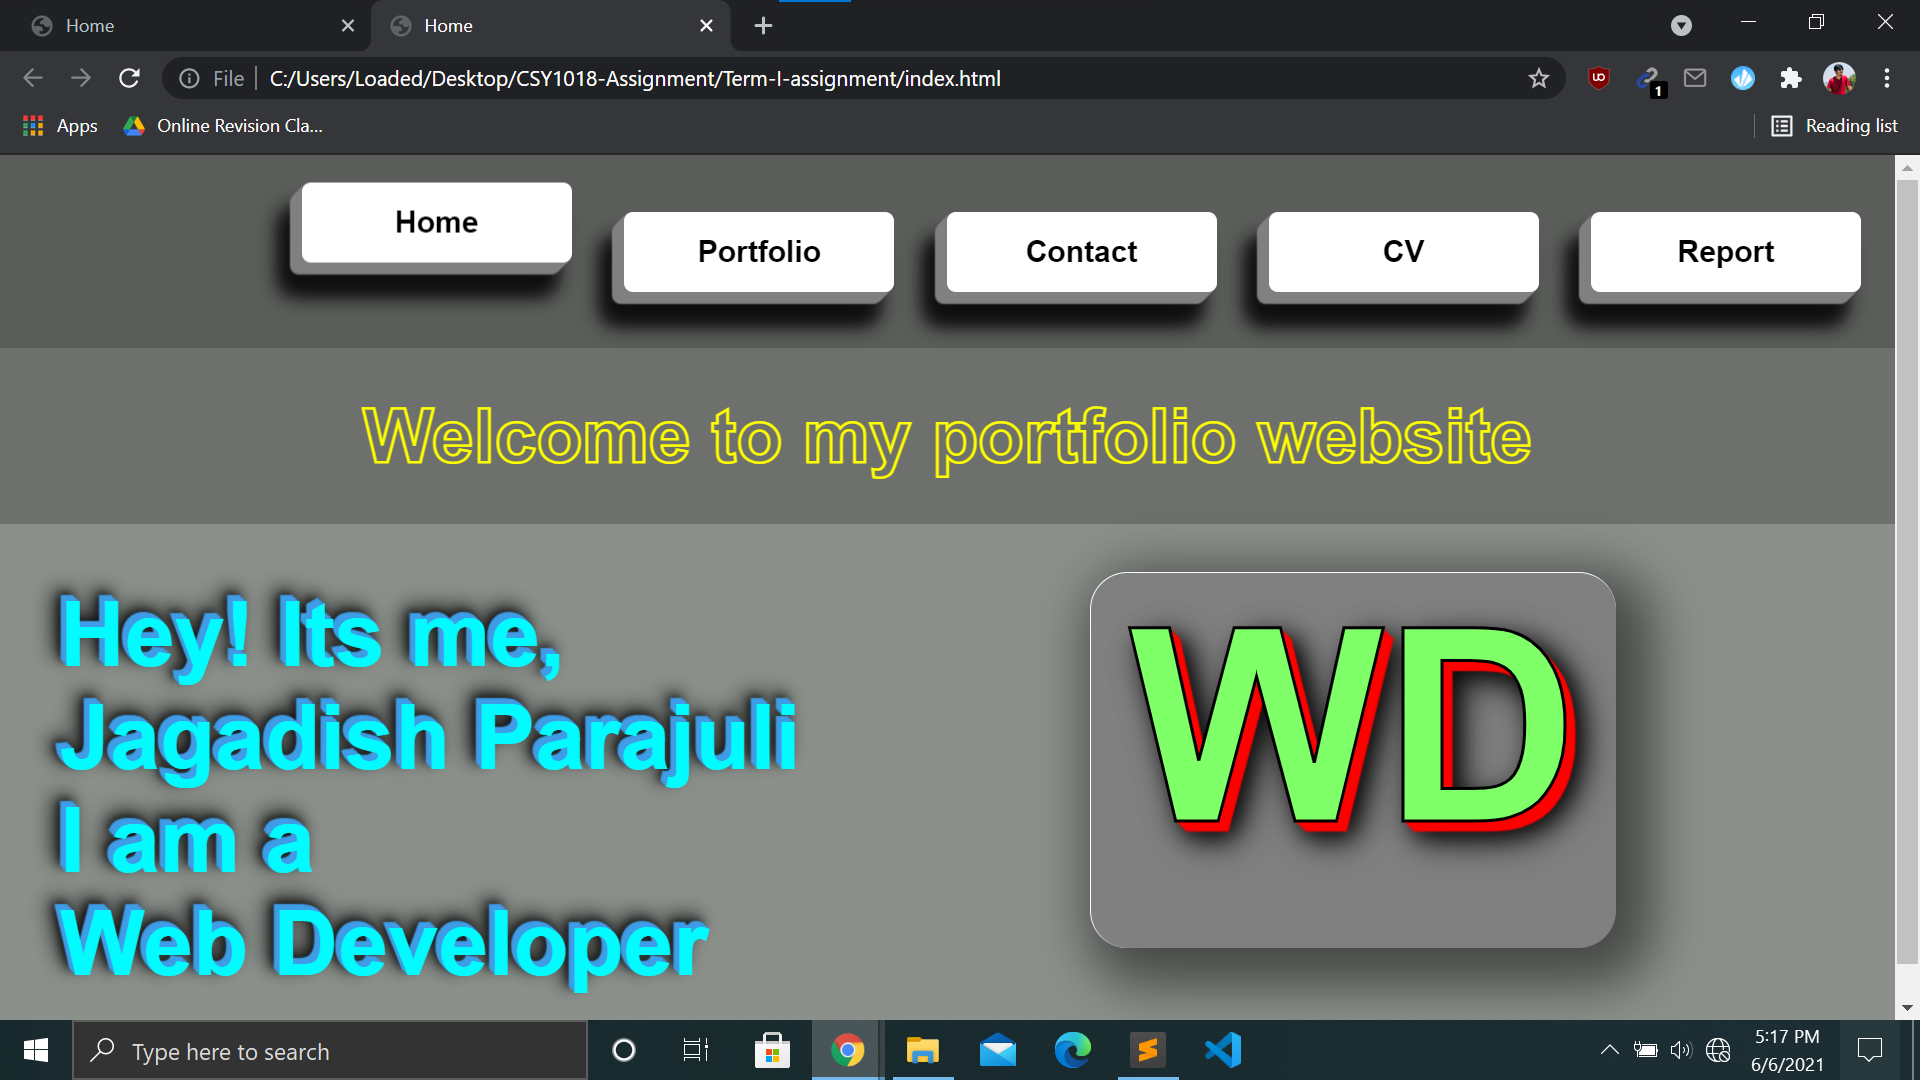 Home
Home
File
C:/Users/Loaded/Desktop/CSY1018-Assignment/Term-I-assignment/index.html
1
Apps
Online Revision Cla...
Reading list
Home
Portfolio
Contact
CV
Report
Welcome to my portfolio website
Hey! Its me,
Jagadish Parajuli
I am a
Web Developer
WD
Type here to search
5:17 PM
6/6/2021